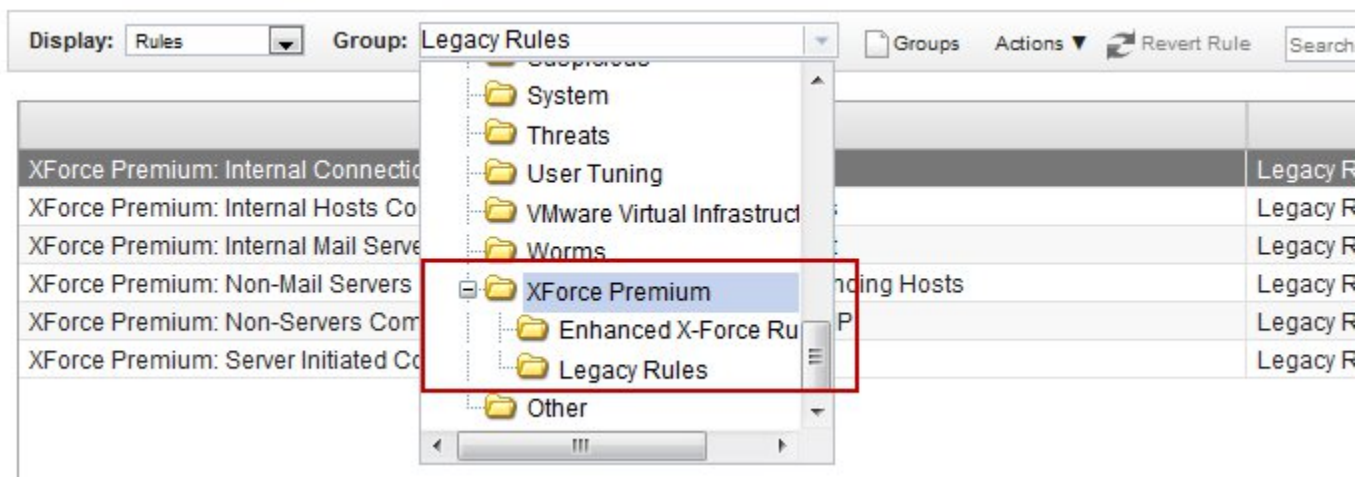 Display: Rules Group: Legacy Rules Groups Actions ▼ Revert Rule Search
Suspicious
System
Threats
XForce Premium: Internal Connectio Legacy R
User Tuning
XForce Premium: Internal Hosts Co Legacy R
VMware Virtual Infrastruct
XForce Premium: Internal Mail Serve Legacy R
Worms
XForce Premium: Non-Mail Servers nding Hosts Legacy R
XForce Premium
XForce Premium: Non-Servers Com P Legacy R
Enhanced X-Force Ru
XForce Premium: Server Initiated Co Legacy R
Legacy Rules
Other